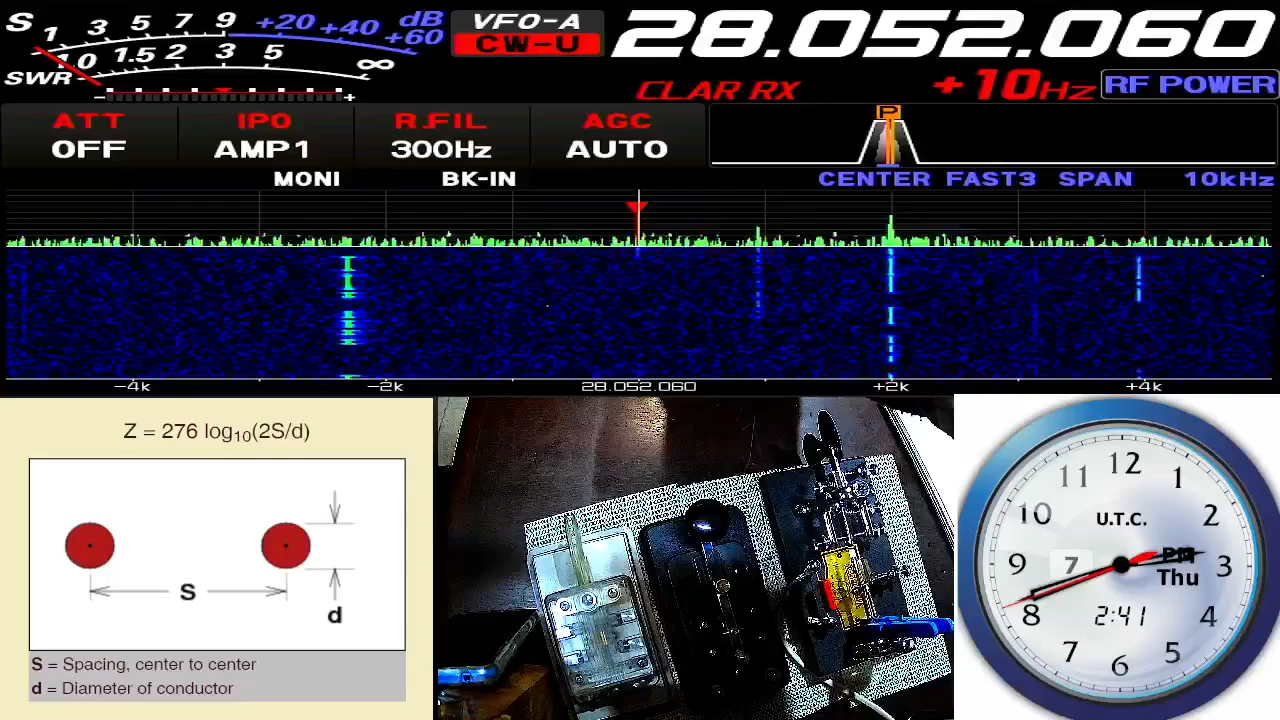 S 1 3 5 7 9 +20 +40 +60 dB
1.0 1.5 2 3 5 ∞
SWR
− +
VFO-A
CW-U
28.052.060
CLAR RX +10Hz RF POWER
ATT IPO R.FIL AGC
OFF AMP1 300Hz AUTO
P
MONI BK-IN
CENTER FAST3 SPAN 10kHz
−4k −2k 28.052.060 +2k +4k
Z = 276 log₁₀(2S/d)
S
d
S = Spacing, center to center
d = Diameter of conductor
12 1 2 3 4 5 6 7 8 9 10 11
U.T.C.
7
PM
Thu
2:41